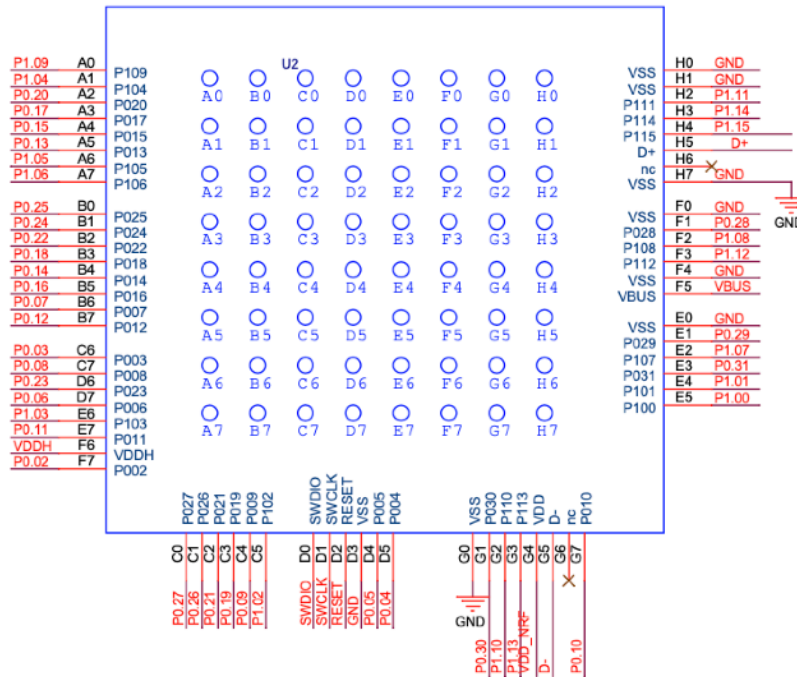 U2
P1.09 A0 P109
P1.04 A1 P104
P0.20 A2 P020
P0.17 A3 P017
P0.15 A4 P015
P0.13 A5 P013
P1.05 A6 P105
P1.06 A7 P106
P0.25 B0 P025
P0.24 B1 P024
P0.22 B2 P022
P0.18 B3 P018
P0.14 B4 P014
P0.16 B5 P016
P0.07 B6 P007
P0.12 B7 P012
P0.03 C6 P003
P0.08 C7 P008
P0.23 D6 P023
P0.06 D7 P006
P1.03 E6 P103
P0.11 E7 P011
VDDH F6 VDDH
P0.02 F7 P002
A0 B0 C0 D0 E0 F0 G0 H0
A1 B1 C1 D1 E1 F1 G1 H1
A2 B2 C2 D2 E2 F2 G2 H2
A3 B3 C3 D3 E3 F3 G3 H3
A4 B4 C4 D4 E4 F4 G4 H4
A5 B5 C5 D5 E5 F5 G5 H5
A6 B6 C6 D6 E6 F6 G6 H6
A7 B7 C7 D7 E7 F7 G7 H7
VSS H0 GND
VSS H1 GND
P111 H2 P1.11
P114 H3 P1.14
P115 H4 P1.15
D+ H5 D+
nc H6
VSS H7 GND
GND
VSS F0 GND
P028 F1 P0.28
P108 F2 P1.08
P112 F3 P1.12
VSS F4 GND
VBUS F5 VBUS
VSS E0 GND
P029 E1 P0.29
P107 E2 P1.07
P031 E3 P0.31
P101 E4 P1.01
P100 E5 P1.00
P027 C0 P0.27
P026 C1 P0.26
P021 C2 P0.21
P019 C3 P0.19
P009 C4 P0.09
P102 C5 P1.02
SWDIO D0 SWDIO
SWCLK D1 SWCLK
RESET D2 RESET
VSS D3 GND
P005 D4 P0.05
P004 D5 P0.04
VSS G0 GND
P030 G1 P0.30
P110 G2 P1.10
P113 G3 P1.13
VDD G4 VDD_NRF
D- G5 D-
nc G6
P010 G7 P0.10